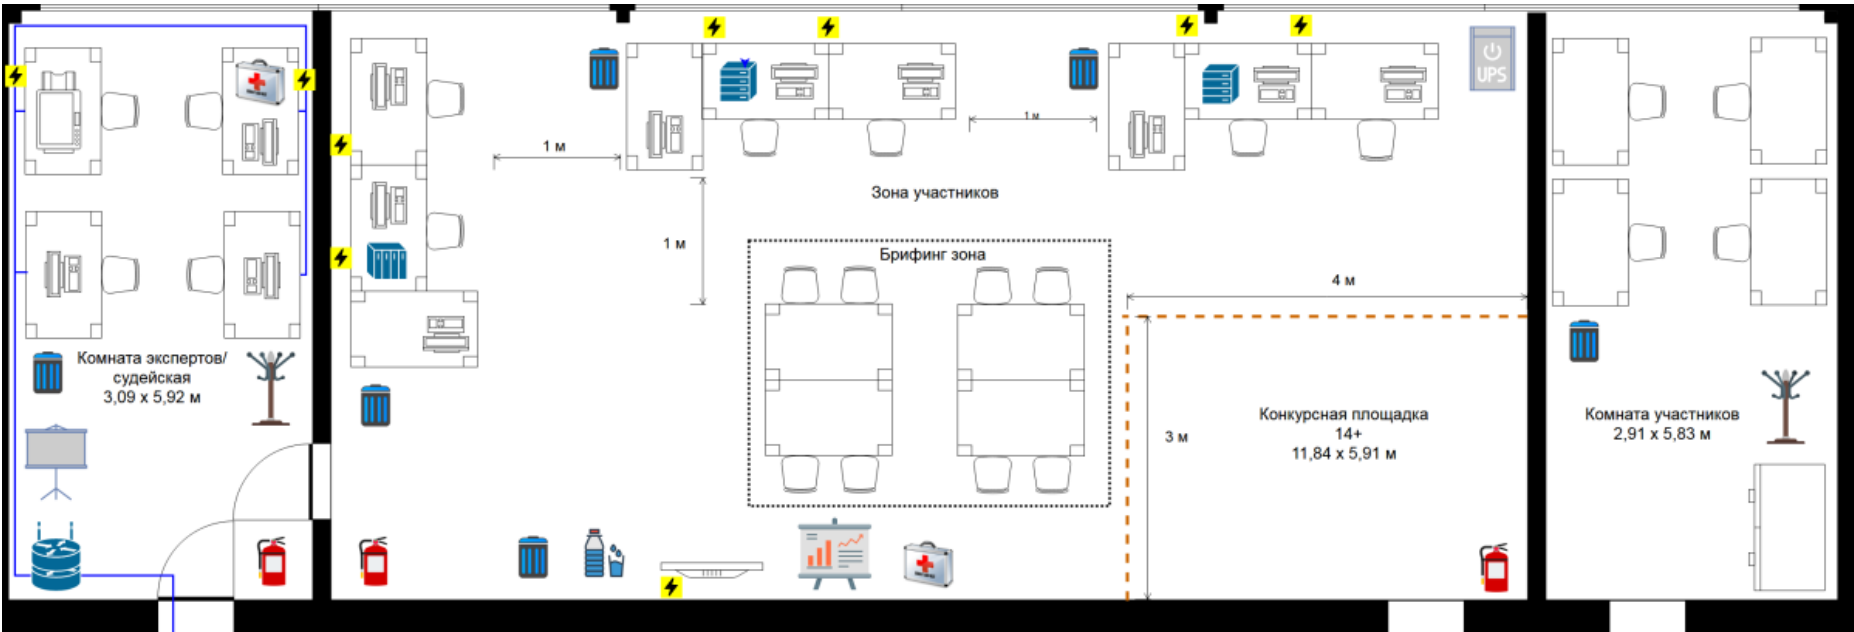 UPS
1 м
1 м
Зона участников
1 м
Брифинг зона
4 м
Комната экспертов/
судейская
3,09 x 5,92 м
3 м
Конкурсная площадка
14+
11,84 x 5,91 м
Комната участников
2,91 x 5,83 м